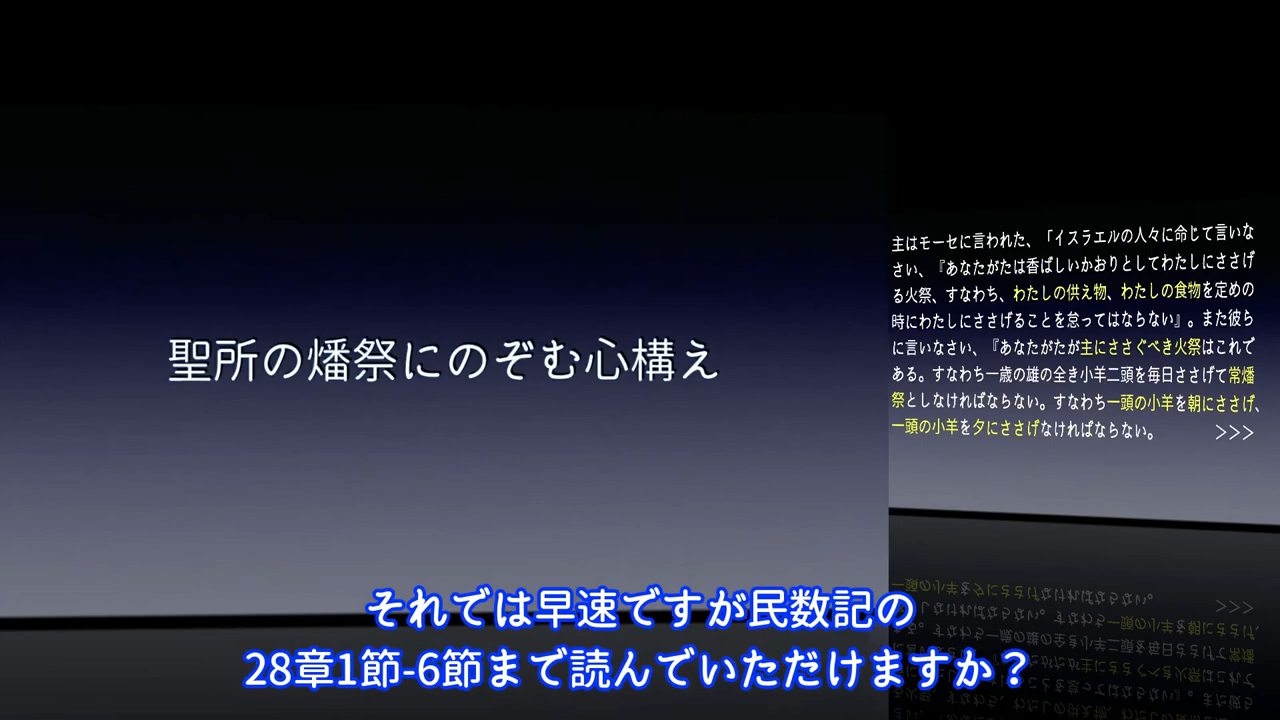 聖所の燔祭にのぞむ心構え
主はモーセに言われた、「イスラエルの人々に命じて言いな
さい、『あなたがたは香ばしいかおりとしてわたしにささげ
る火祭、すなわち、わたしの供え物、わたしの食物を定めの
時にわたしにささげることを怠ってはならない』。また彼ら
に言いなさい、『あなたがたが主にささぐべき火祭はこれで
ある。すなわち一歳の雄の全き小羊二頭を毎日ささげて常燔
祭としなければならない。すなわち一頭の小羊を朝にささげ、
一頭の小羊を夕にささげなければならない。 >>>
それでは早速ですが民数記の
28章1節-6節まで読んでいただけますか？